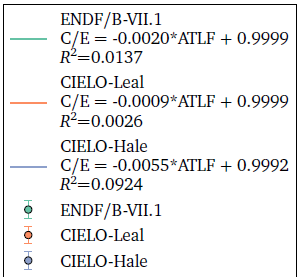 ENDF/B-VII.1
C/E = -0.0020*ATLF + 0.9999
R²=0.0137
CIELO-Leal
C/E = -0.0009*ATLF + 0.9999
R²=0.0026
CIELO-Hale
C/E = -0.0055*ATLF + 0.9992
R²=0.0924
ENDF/B-VII.1
CIELO-Leal
CIELO-Hale